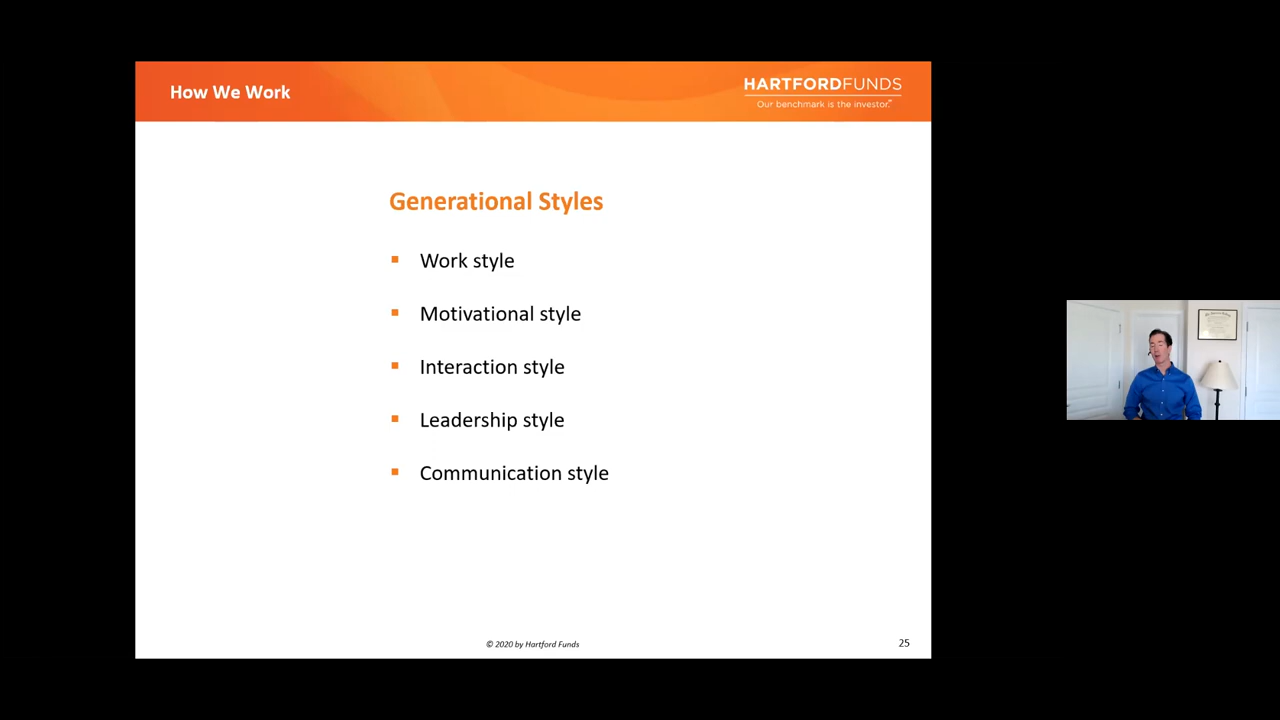 How We Work
HARTFORDFUNDS
Our benchmark is the investor.™
Generational Styles
Work style
Motivational style
Interaction style
Leadership style
Communication style
© 2020 by Hartford Funds
25